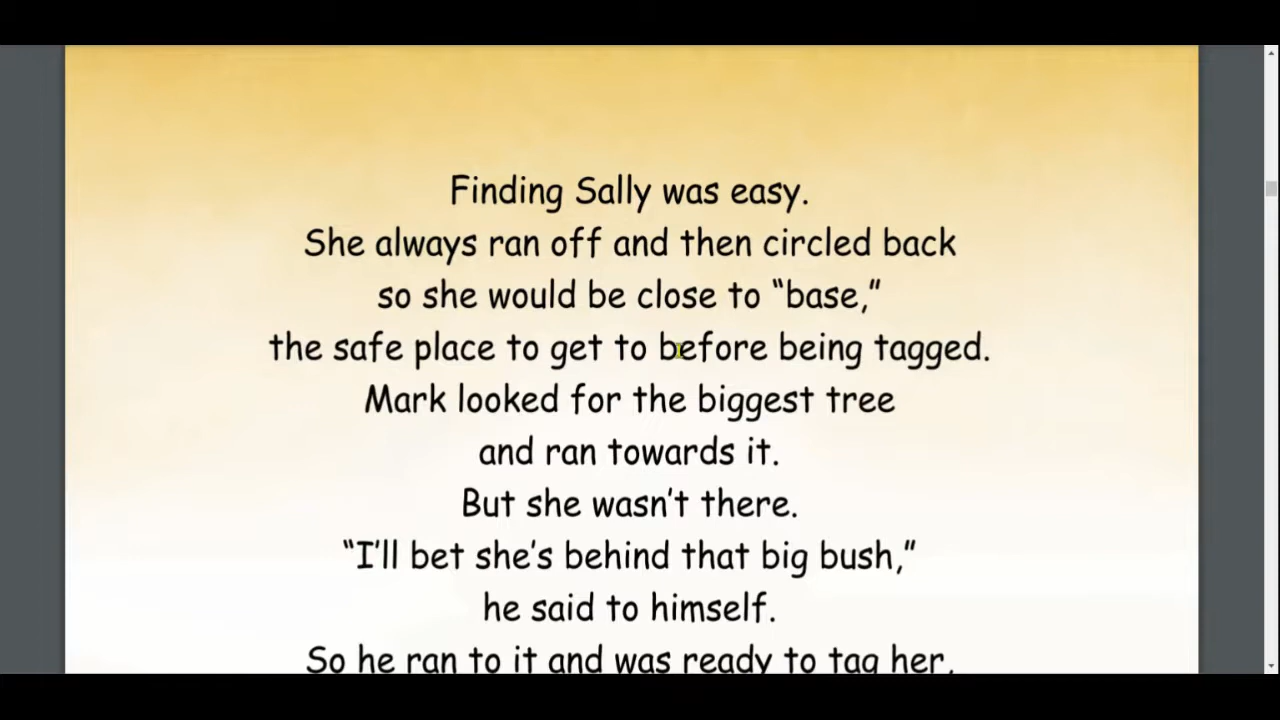 Finding Sally was easy.
She always ran off and then circled back
so she would be close to “base,”
the safe place to get to before being tagged.
Mark looked for the biggest tree
and ran towards it.
But she wasn’t there.
“I’ll bet she’s behind that big bush,”
he said to himself.
So he ran to it and was ready to tag her,